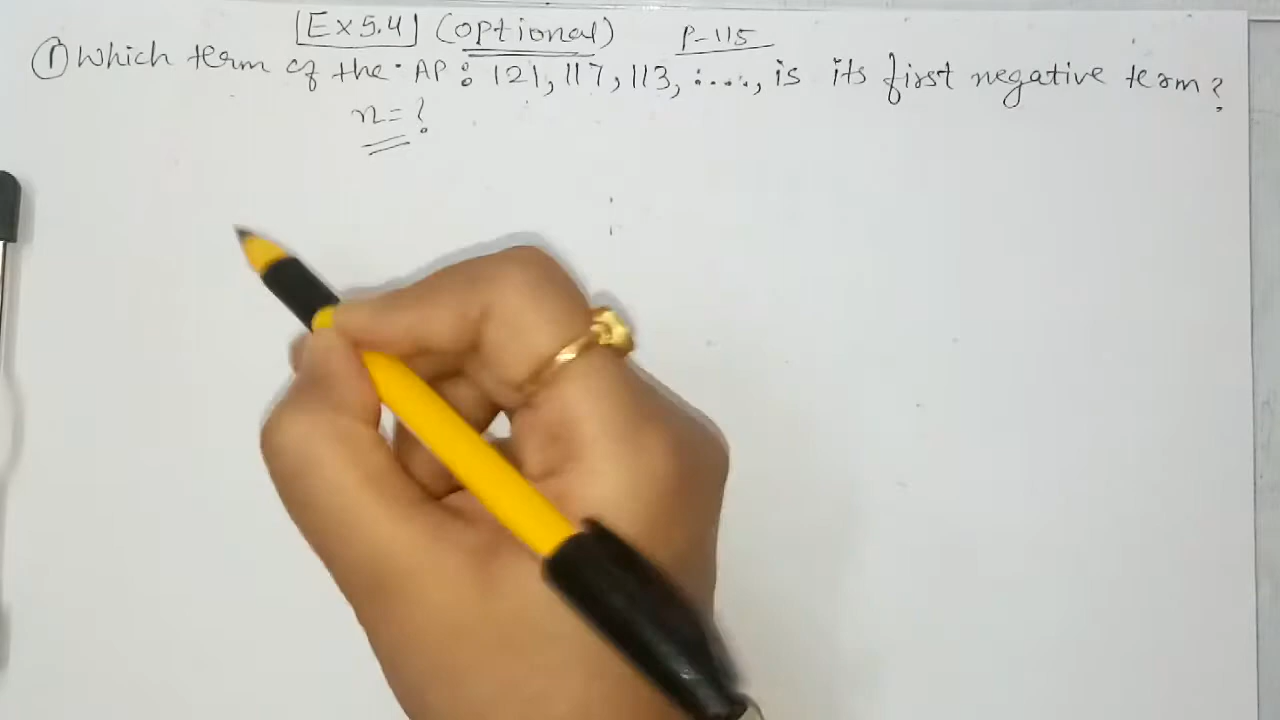 [Ex 5.4] (optional) P-115
① Which term of the AP : 121, 117, 113, ...., is its first negative term ?
n = ?